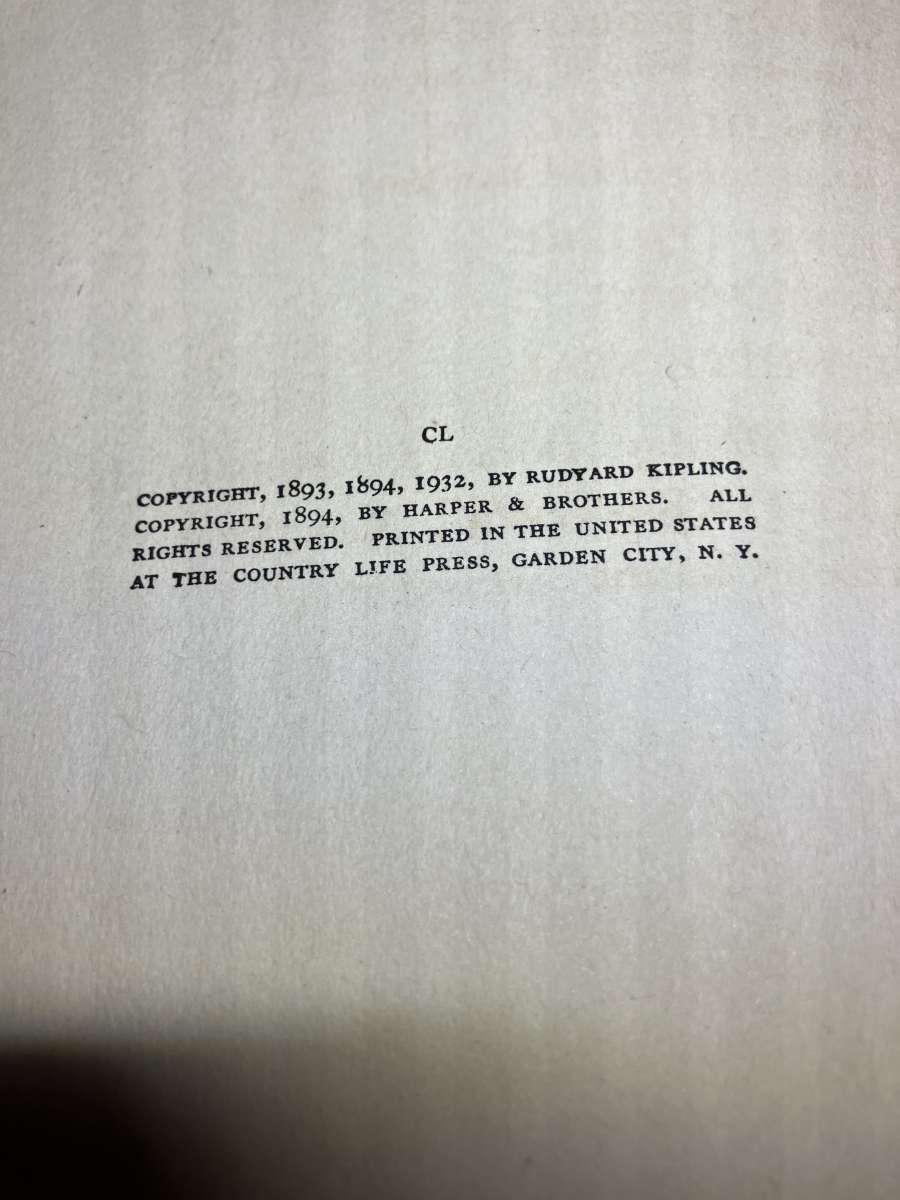 CL
COPYRIGHT, 1893, 1894, 1932, BY RUDYARD KIPLING.
COPYRIGHT, 1894, BY HARPER & BROTHERS. ALL
RIGHTS RESERVED. PRINTED IN THE UNITED STATES
AT THE COUNTRY LIFE PRESS, GARDEN CITY, N. Y.